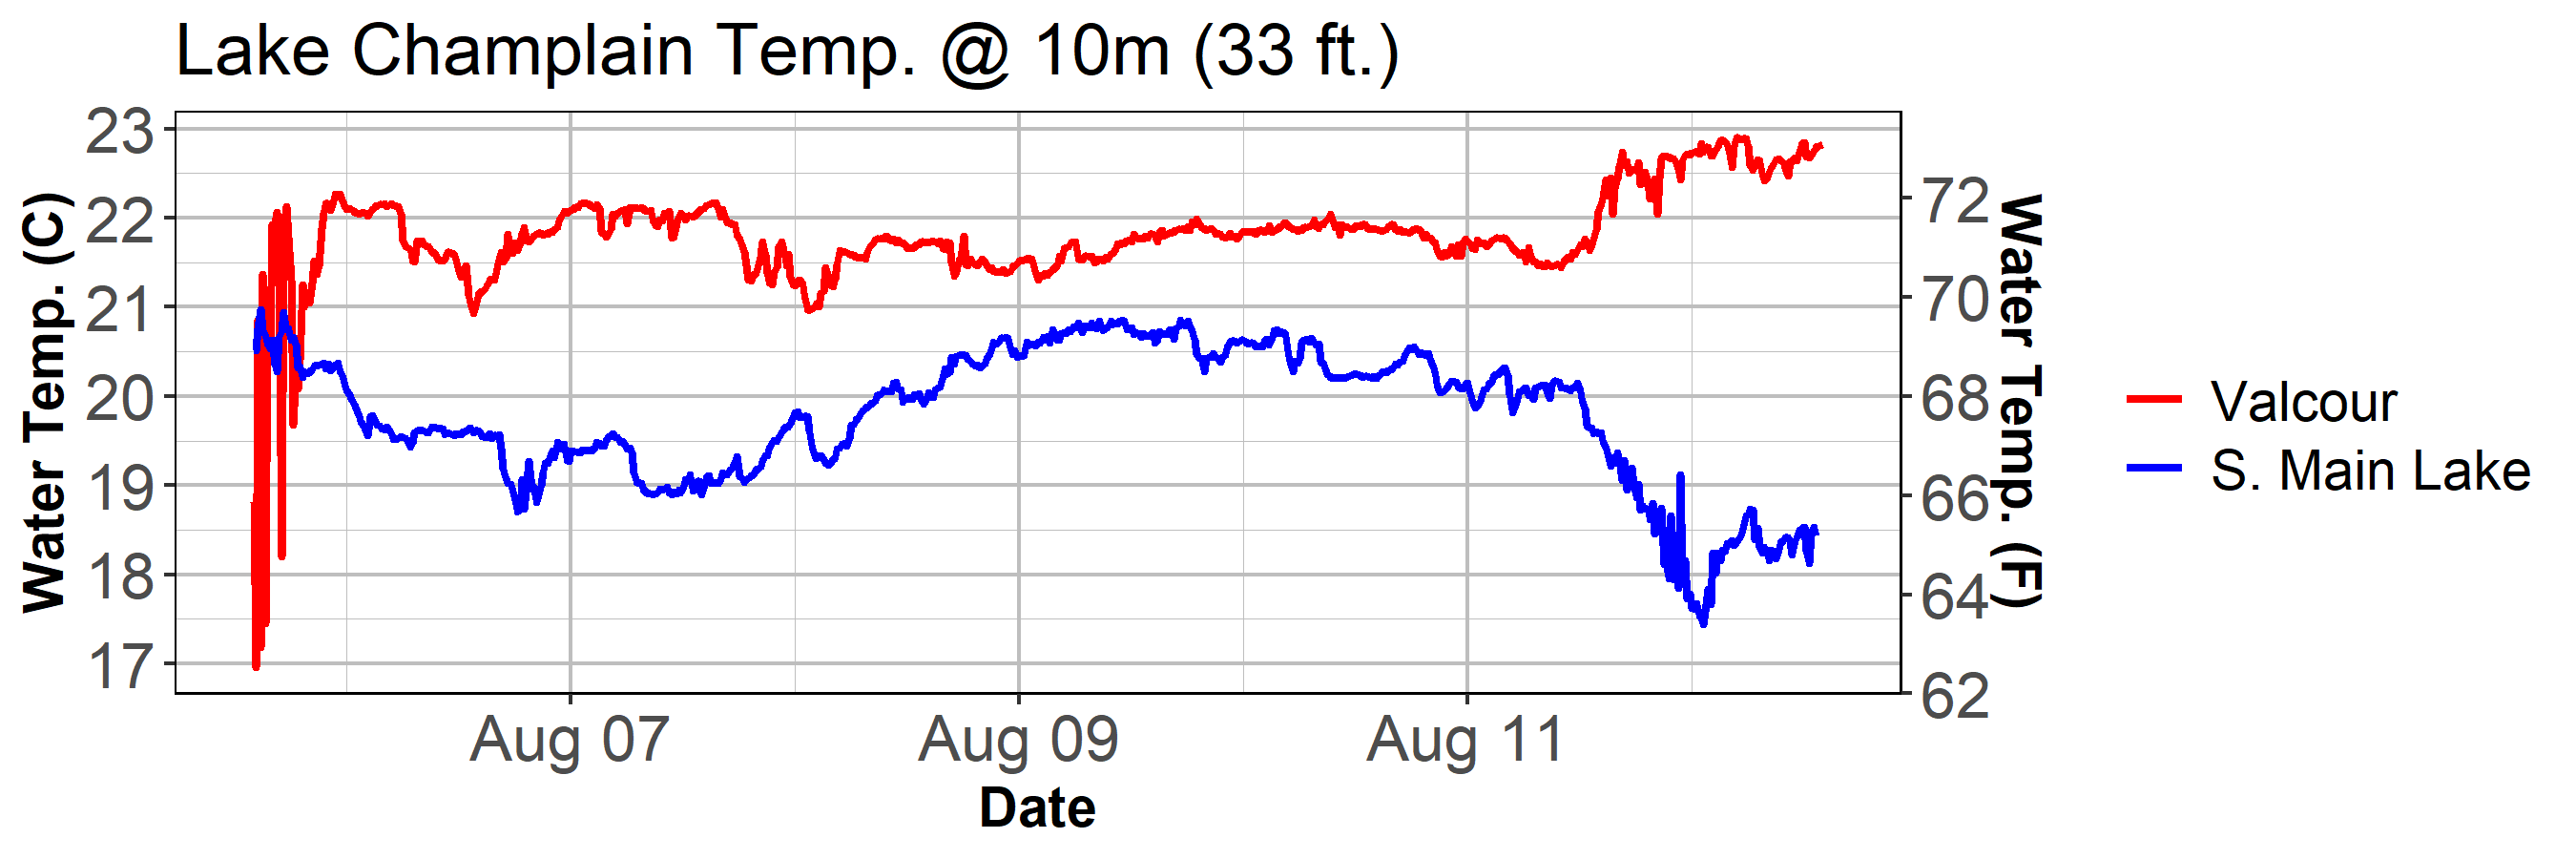 Lake Champlain Temp. @ 10m (33 ft.)
Water Temp. (C)
23
22
21
20
19
18
17
72
70
68
66
64
62
Water Temp. (F)
Aug 07
Aug 09
Aug 11
Date
Valcour
S. Main Lake